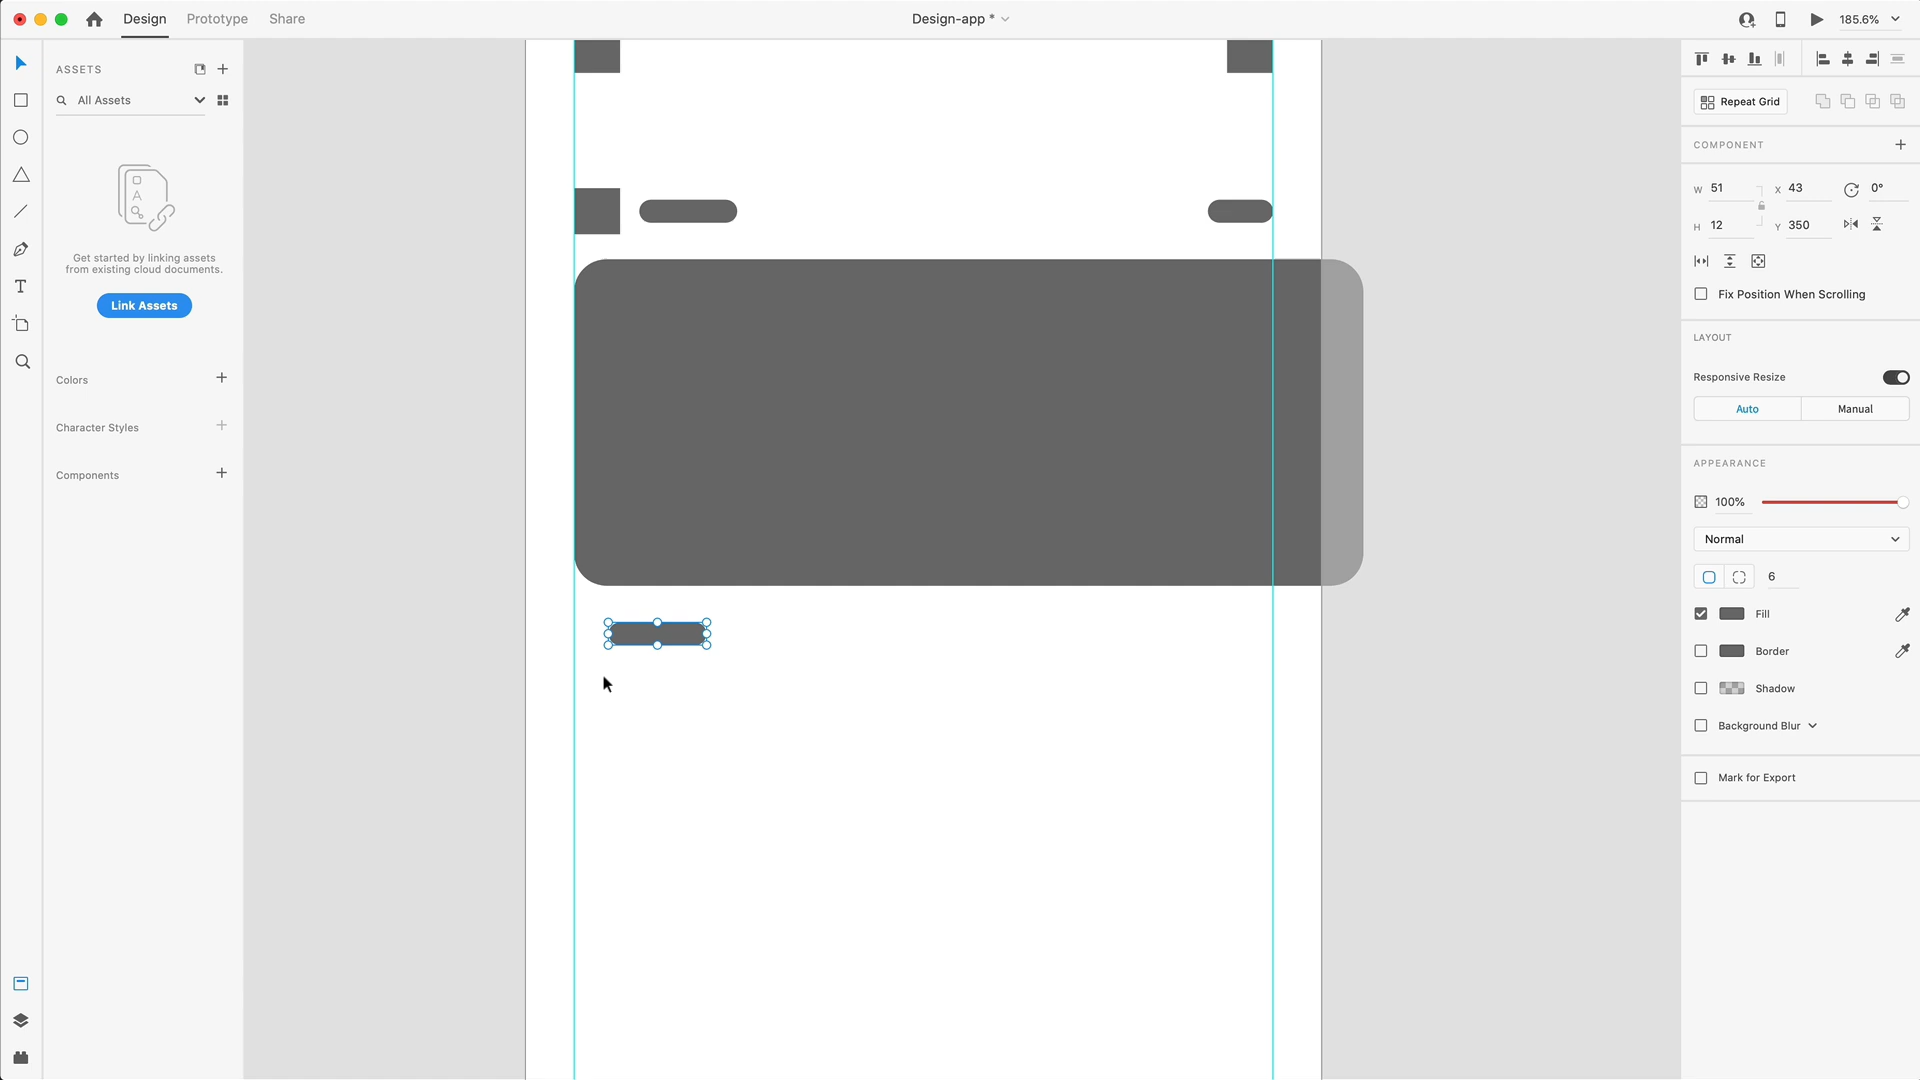 Design Prototype Share Design-app * 185.6%
ASSETS
All Assets
A
Get started by linking assets
from existing cloud documents.
Link Assets
Colors
Character Styles
Components
Repeat Grid
COMPONENT
W 51 X 43 0°
H 12 Y 350
Fix Position When Scrolling
LAYOUT
Responsive Resize
Auto Manual
APPEARANCE
100%
Normal
6
Fill
Border
Shadow
Background Blur
Mark for Export
T